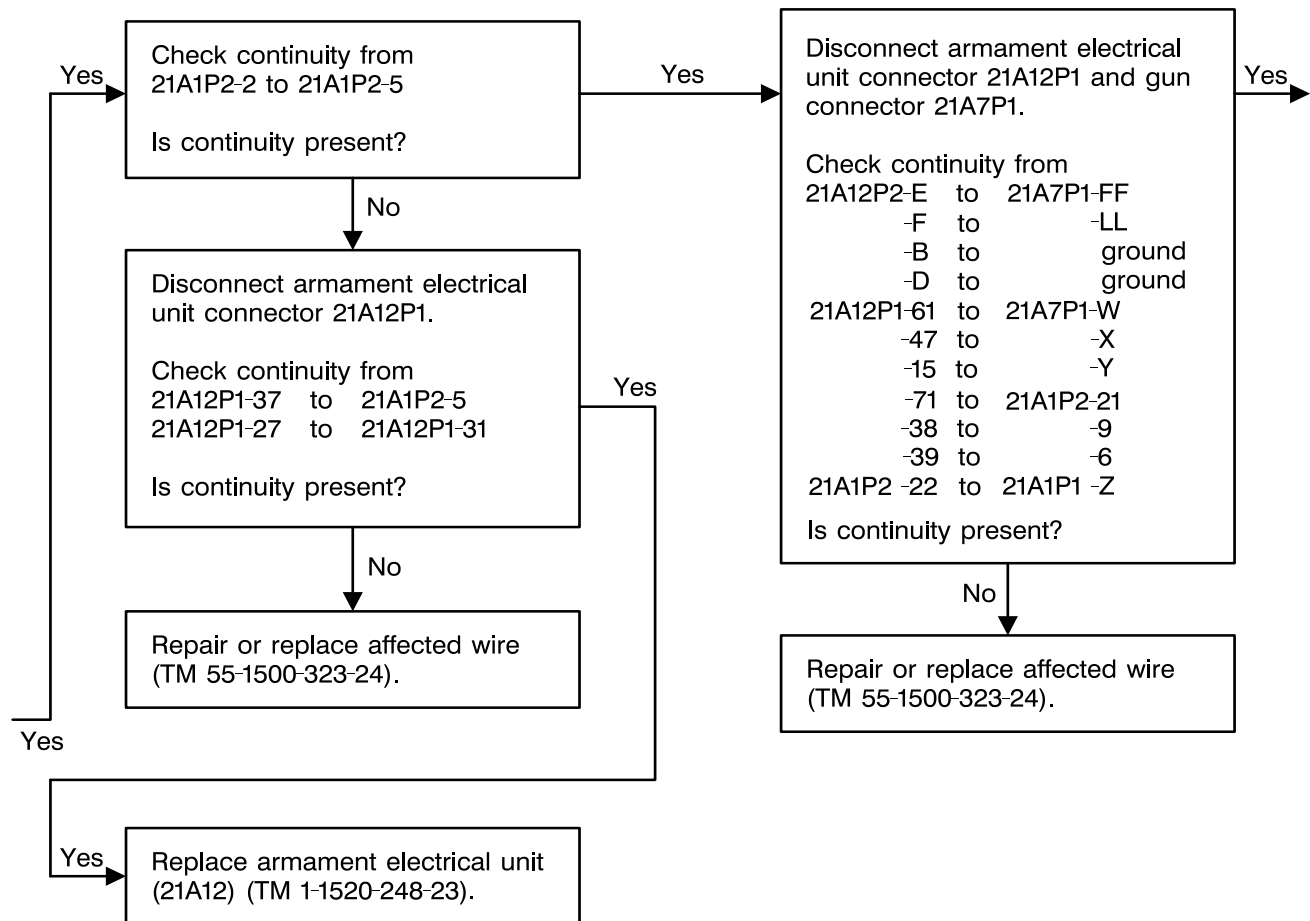 Yes
Check continuity from
21A1P2-2 to 21A1P2-5
Is continuity present?
Yes
No
Disconnect armament electrical
unit connector 21A12P1.
Check continuity from
21A12P1-37 to 21A1P2-5
21A12P1-27 to 21A12P1-31
Is continuity present?
Yes
No
Repair or replace affected wire
(TM 55-1500-323-24).
Yes
Yes
Replace armament electrical unit
(21A12) (TM 1-1520-248-23).
Disconnect armament electrical
unit connector 21A12P1 and gun
connector 21A7P1.
Check continuity from
21A12P2-E to 21A7P1-FF
-F to -LL
-B to ground
-D to ground
21A12P1-61 to 21A7P1-W
-47 to -X
-15 to -Y
-71 to 21A1P2-21
-38 to -9
-39 to -6
21A1P2 -22 to 21A1P1 -Z
Is continuity present?
Yes
No
Repair or replace affected wire
(TM 55-1500-323-24).